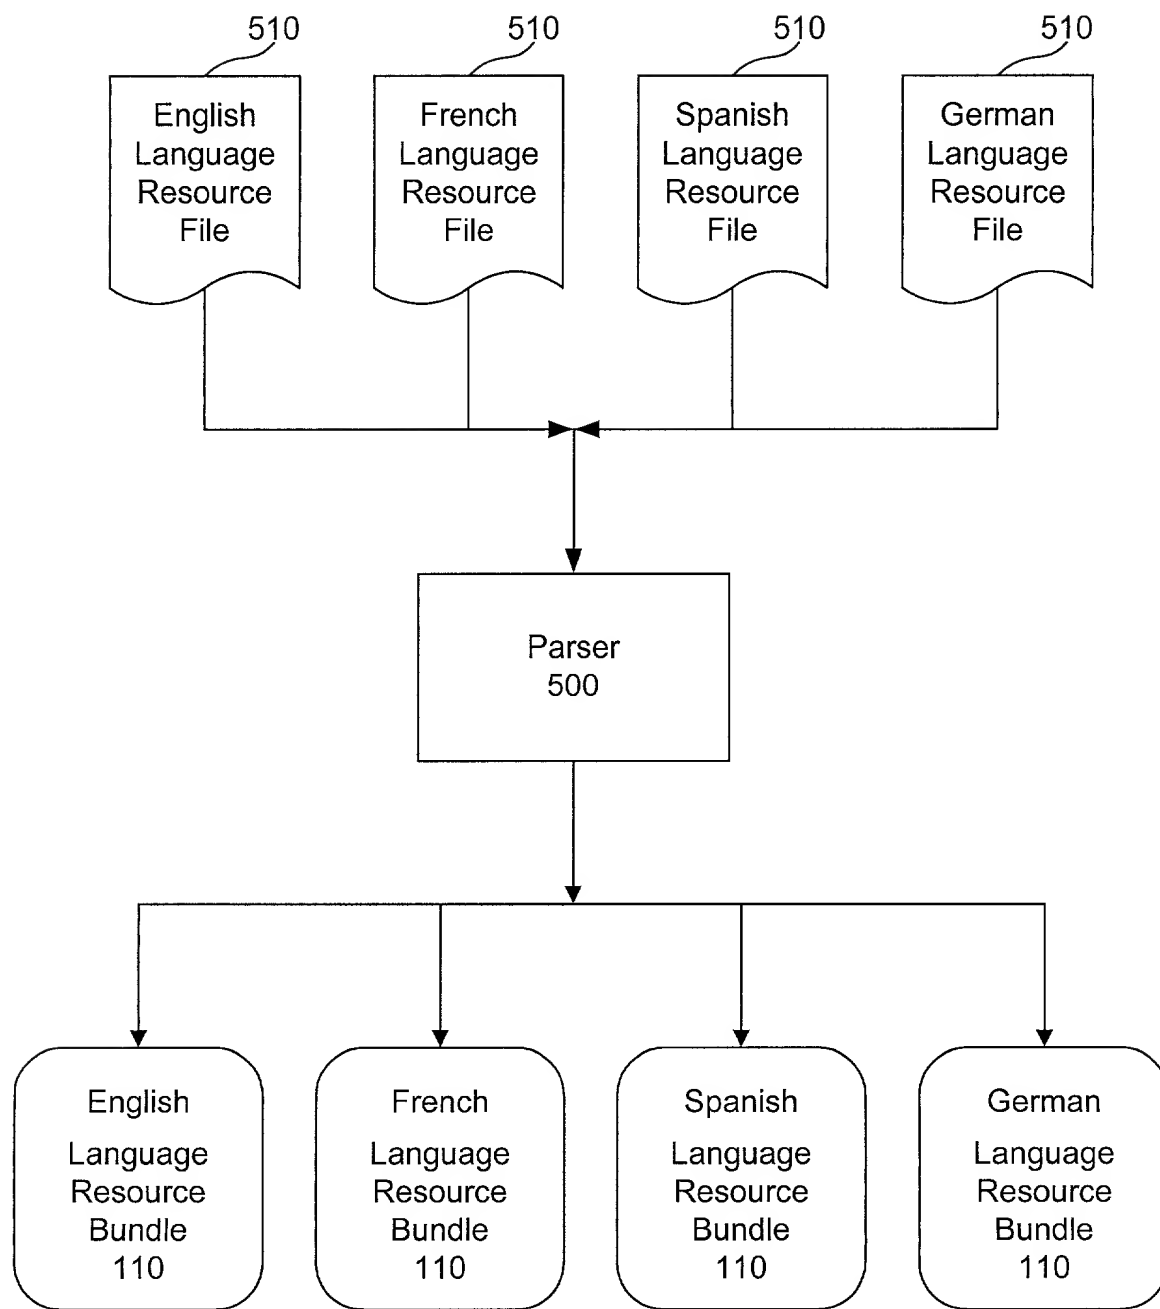 510
510
510
510
English
Language
Resource
File
French
Language
Resource
File
Spanish
Language
Resource
File
German
Language
Resource
File
Parser
500
English
Language
Resource
Bundle
110
French
Language
Resource
Bundle
110
Spanish
Language
Resource
Bundle
110
German
Language
Resource
Bundle
110